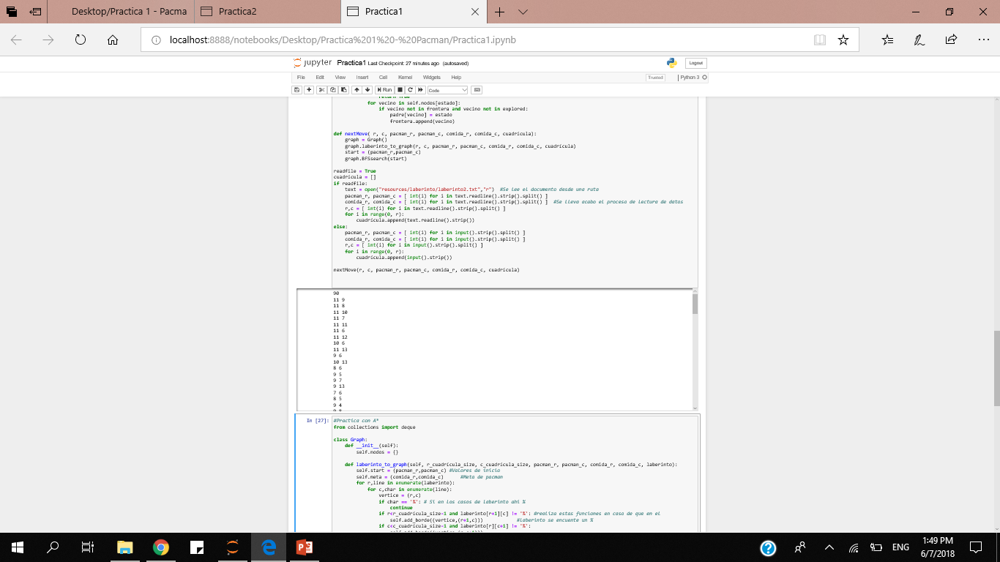 Desktop/Practica 1 - Pacma
Practica2
Practica1
localhost:8888/notebooks/Desktop/Practica%201%20-%20Pacman/Practica1.ipynb
jupyter Practica1 Last Checkpoint: 27 minutes ago (autosaved)
Logout
File Edit View Insert Cell Kernel Widgets Help
Trusted Python 3
Run Code
return True
for vecino in self.nodos[estado]:
if vecino not in frontera and vecino not in explored:
padre[vecino] = estado
frontera.append(vecino)
def nextMove( r, c, pacman_r, pacman_c, comida_r, comida_c, cuadricula):
graph = Graph()
graph.laberinto_to_graph(r, c, pacman_r, pacman_c, comida_r, comida_c, cuadricula)
start = (pacman_r,pacman_c)
graph.BFSsearch(start)
readfile = True
cuadricula = []
if readfile:
text = open("resources/laberinto/laberinto2.txt","r") #Se lee el documento desde una ruta
pacman_r, pacman_c = [ int(i) for i in text.readline().strip().split() ]
comida_r, comida_c = [ int(i) for i in text.readline().strip().split() ] #Se lleva acabo el proceso de lectura de datos
r,c = [ int(i) for i in text.readline().strip().split() ]
for i in range(0, r):
cuadricula.append(text.readline().strip())
else:
pacman_r, pacman_c = [ int(i) for i in input().strip().split() ]
comida_r, comida_c = [ int(i) for i in input().strip().split() ]
r,c = [ int(i) for i in input().strip().split() ]
for i in range(0, r):
cuadricula.append(input().strip())
nextMove(r, c, pacman_r, pacman_c, comida_r, comida_c, cuadricula)
90
11 9
11 8
11 10
11 7
11 11
11 6
11 12
10 6
11 13
9 6
10 13
8 6
9 5
9 7
9 13
7 6
8 5
9 4
9 8
In [27]: #Practica con A*
from collections import deque
class Graph:
def __init__(self):
self.nodos = {}
def laberinto_to_graph(self, r_cuadricula_size, c_cuadricula_size, pacman_r, pacman_c, comida_r, comida_c, laberinto):
self.start = (pacman_r,pacman_c) #Valores de inicio
self.meta = (comida_r,comida_c) #Meta de pacman
for r,line in enumerate(laberinto):
for c,char in enumerate(line):
vertice = (r,c)
if char == '%': # Si en los casos de laberinto ahi %
continue
if r<r_cuadricula_size-1 and laberinto[r+1][c] != '%': #realiza estas funciones en caso de que en el
self.add_borde((vertice,(r+1,c))) #laberinto se encuente un %
if c<c_cuadricula_size-1 and laberinto[r][c+1] != '%':
ENG
1:49 PM
6/7/2018